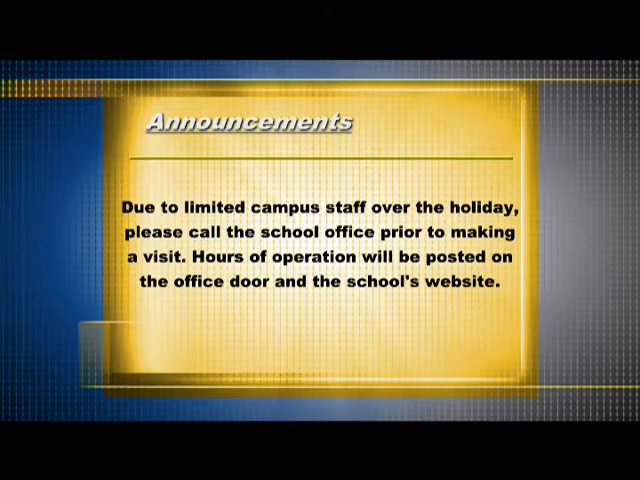 Announcements
Due to limited campus staff over the holiday,
please call the school office prior to making
a visit. Hours of operation will be posted on
the office door and the school's website.